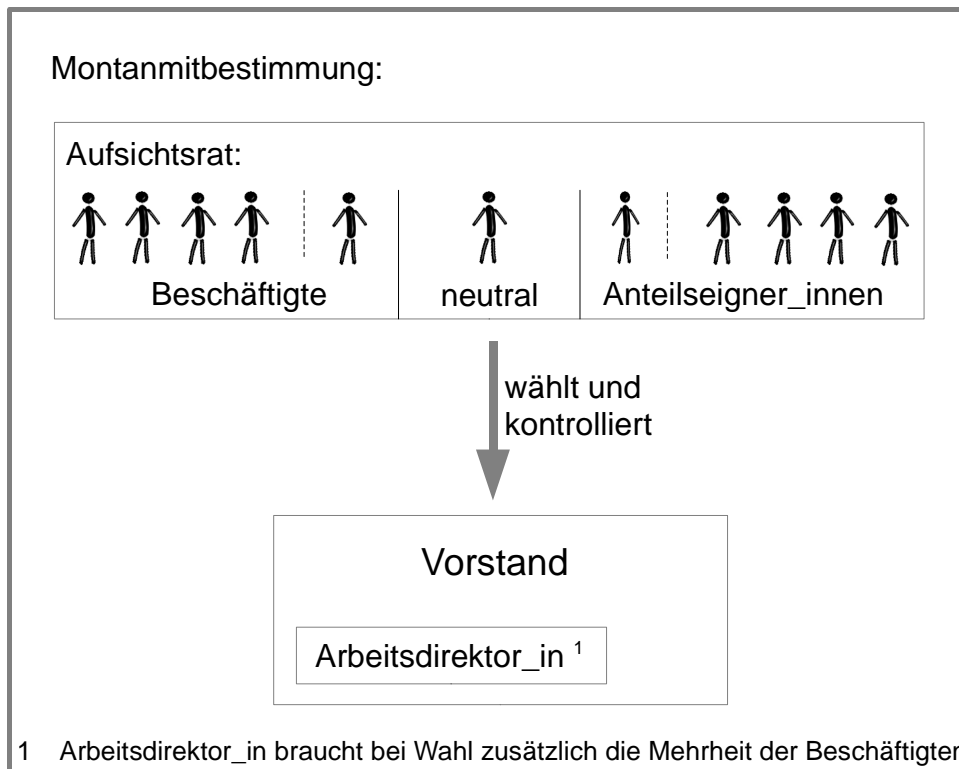 Montanmitbestimmung:
Aufsichtsrat:
Beschäftigte
neutral
Anteilseigner_innen
wählt und
kontrolliert
Vorstand
Arbeitsdirektor_in 1
1 Arbeitsdirektor_in braucht bei Wahl zusätzlich die Mehrheit der